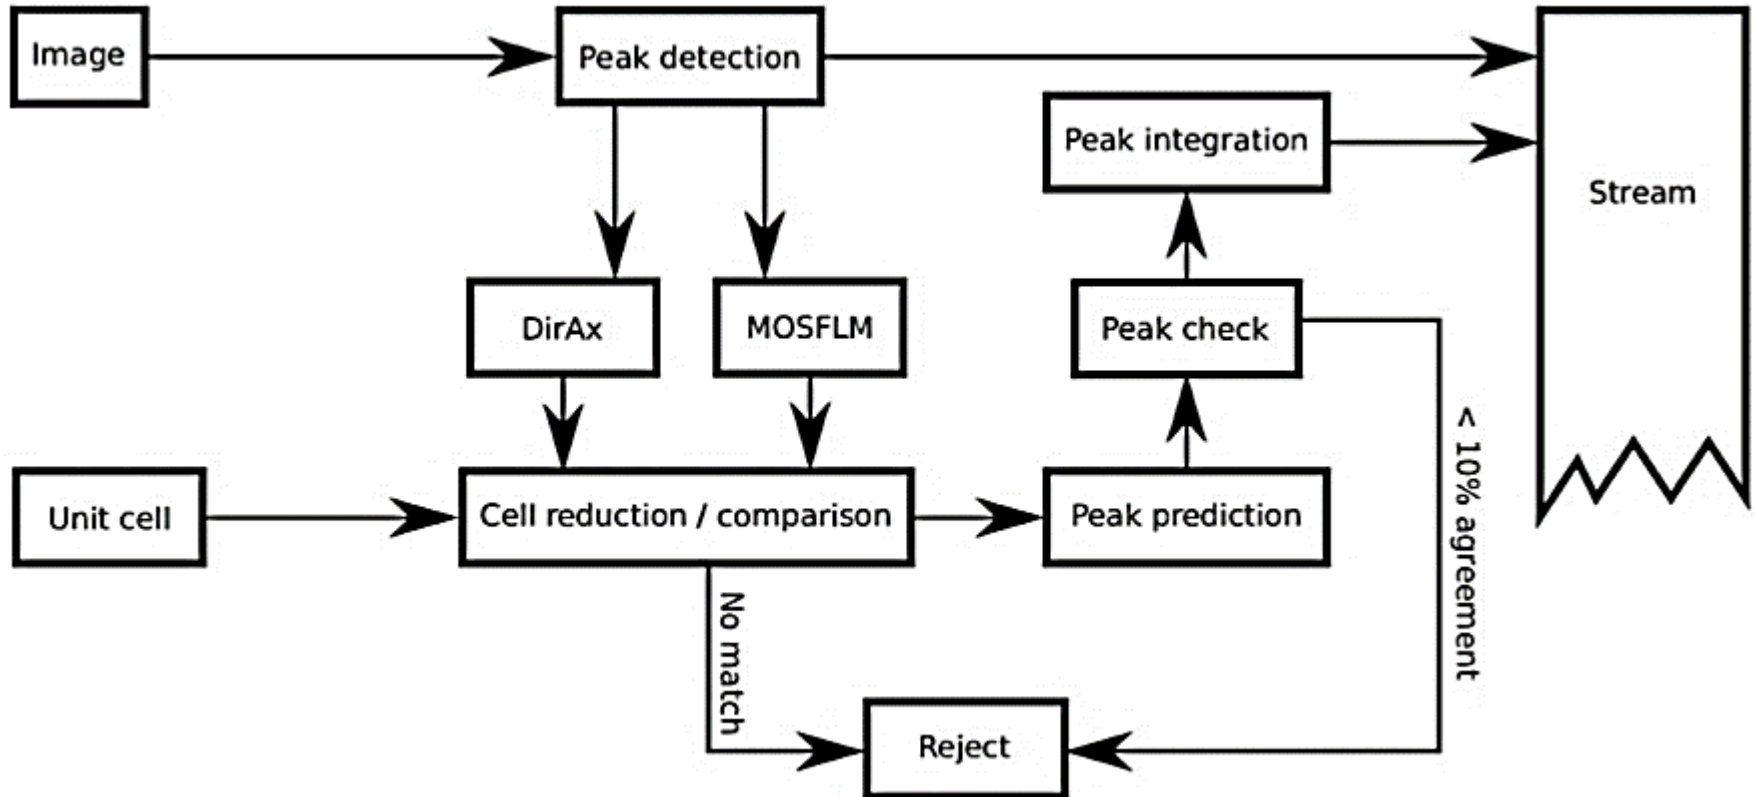 Image
Peak detection
Peak integration
Stream
DirAx
MOSFLM
Peak check
< 10% agreement
Unit cell
Cell reduction / comparison
Peak prediction
No match
Reject